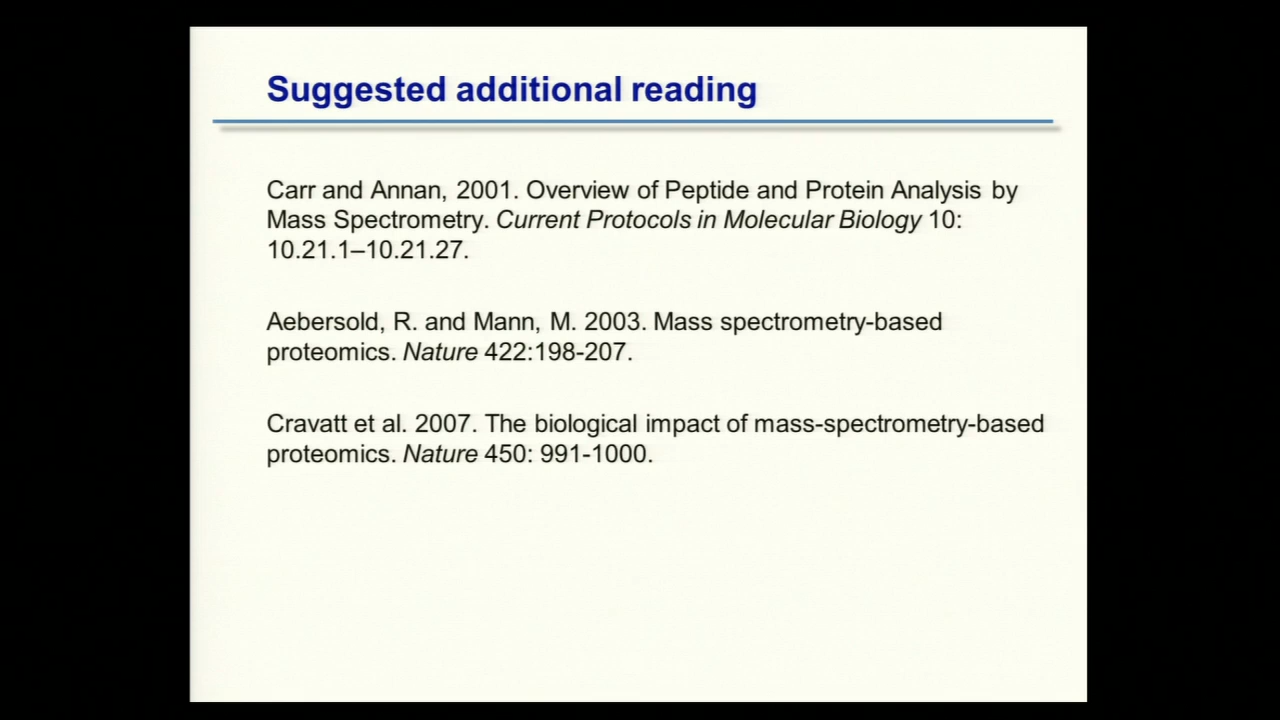 Suggested additional reading
Carr and Annan, 2001. Overview of Peptide and Protein Analysis by
Mass Spectrometry. Current Protocols in Molecular Biology 10:
10.21.1–10.21.27.
Aebersold, R. and Mann, M. 2003. Mass spectrometry-based
proteomics. Nature 422:198-207.
Cravatt et al. 2007. The biological impact of mass-spectrometry-based
proteomics. Nature 450: 991-1000.